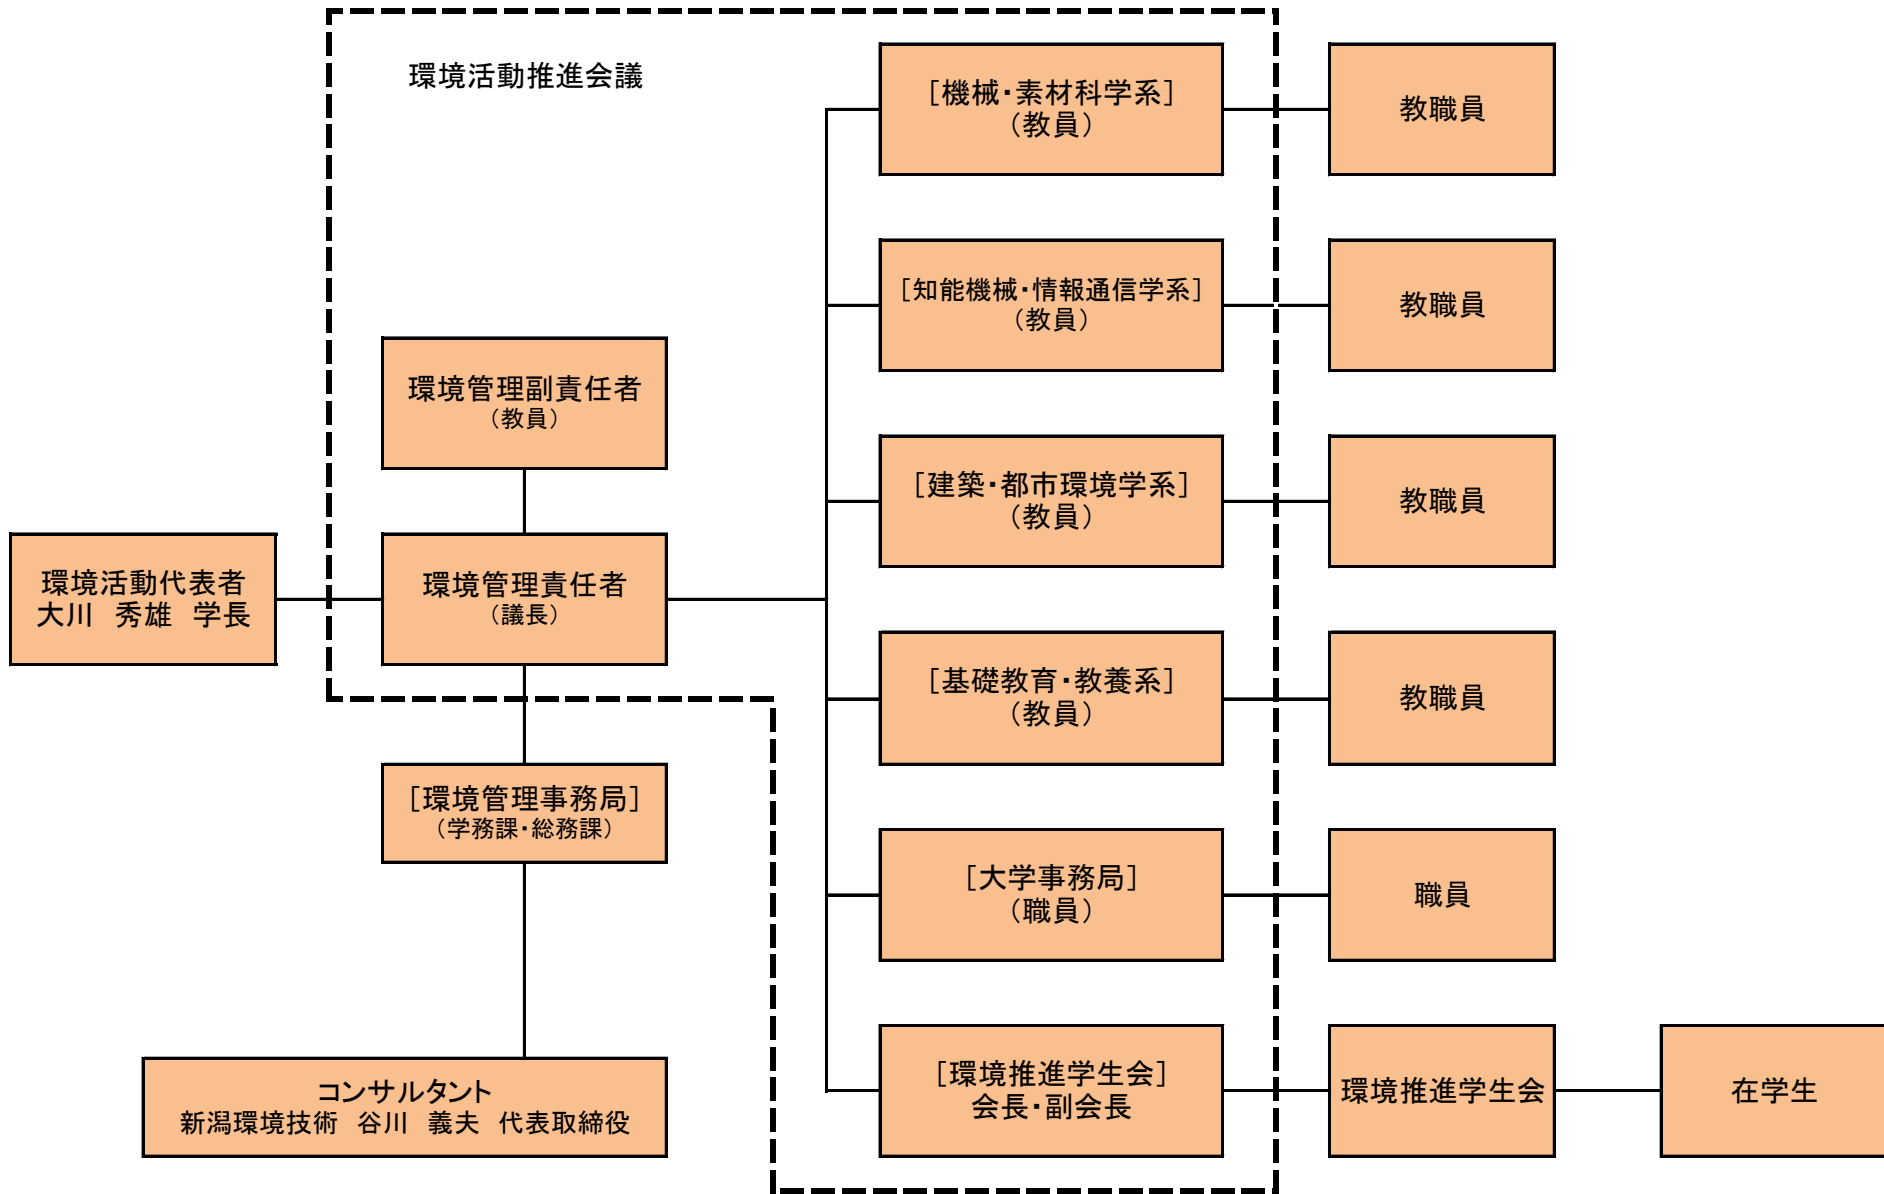 環境活動推進会議
［機械・素材科学系］
（教員）
教職員
［知能機械・情報通信学系］
（教員）
教職員
環境管理副責任者
（教員）
［建築・都市環境学系］
（教員）
教職員
環境活動代表者
大川　秀雄　学長
環境管理責任者
（議長）
［基礎教育・教養系］
（教員）
教職員
［環境管理事務局］
（学務課・総務課）
［大学事務局］
（職員）
職員
コンサルタント
新潟環境技術　谷川　義夫　代表取締役
［環境推進学生会］
会長・副会長
環境推進学生会
在学生